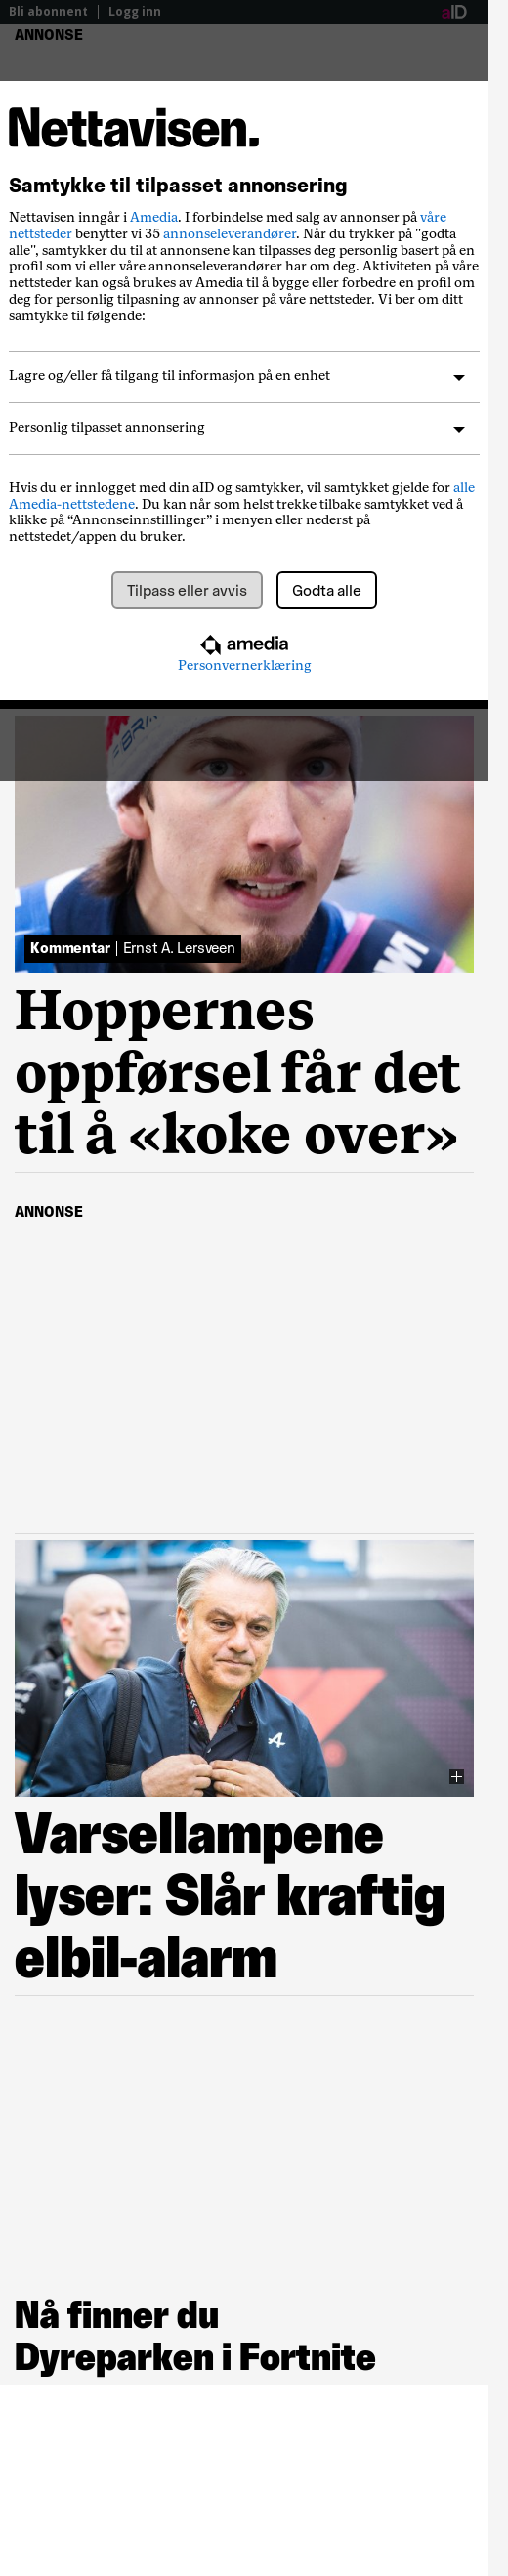 Bli abonnent | Logg inn
aID
ANNONSE
Nettavisen.
Samtykke til tilpasset annonsering
Nettavisen inngår i Amedia. I forbindelse med salg av annonser på våre
nettsteder benytter vi 35 annonseleverandører. Når du trykker på "godta
alle", samtykker du til at annonsene kan tilpasses deg personlig basert på en
profil som vi eller våre annonseleverandører har om deg. Aktiviteten på våre
nettsteder kan også brukes av Amedia til å bygge eller forbedre en profil om
deg for personlig tilpasning av annonser på våre nettsteder. Vi ber om ditt
samtykke til følgende:
Lagre og/eller få tilgang til informasjon på en enhet
Personlig tilpasset annonsering
Hvis du er innlogget med din aID og samtykker, vil samtykket gjelde for alle
Amedia-nettstedene. Du kan når som helst trekke tilbake samtykket ved å
klikke på “Annonseinnstillinger” i menyen eller nederst på
nettstedet/appen du bruker.
Tilpass eller avvis
Godta alle
amedia
Personvernerklæring
Kommentar | Ernst A. Lersveen
Hoppernes
oppførsel får det
til å «koke over»
ANNONSE
Varsellampene
lyser: Slår kraftig
elbil-alarm
Nå finner du
Dyreparken i Fortnite